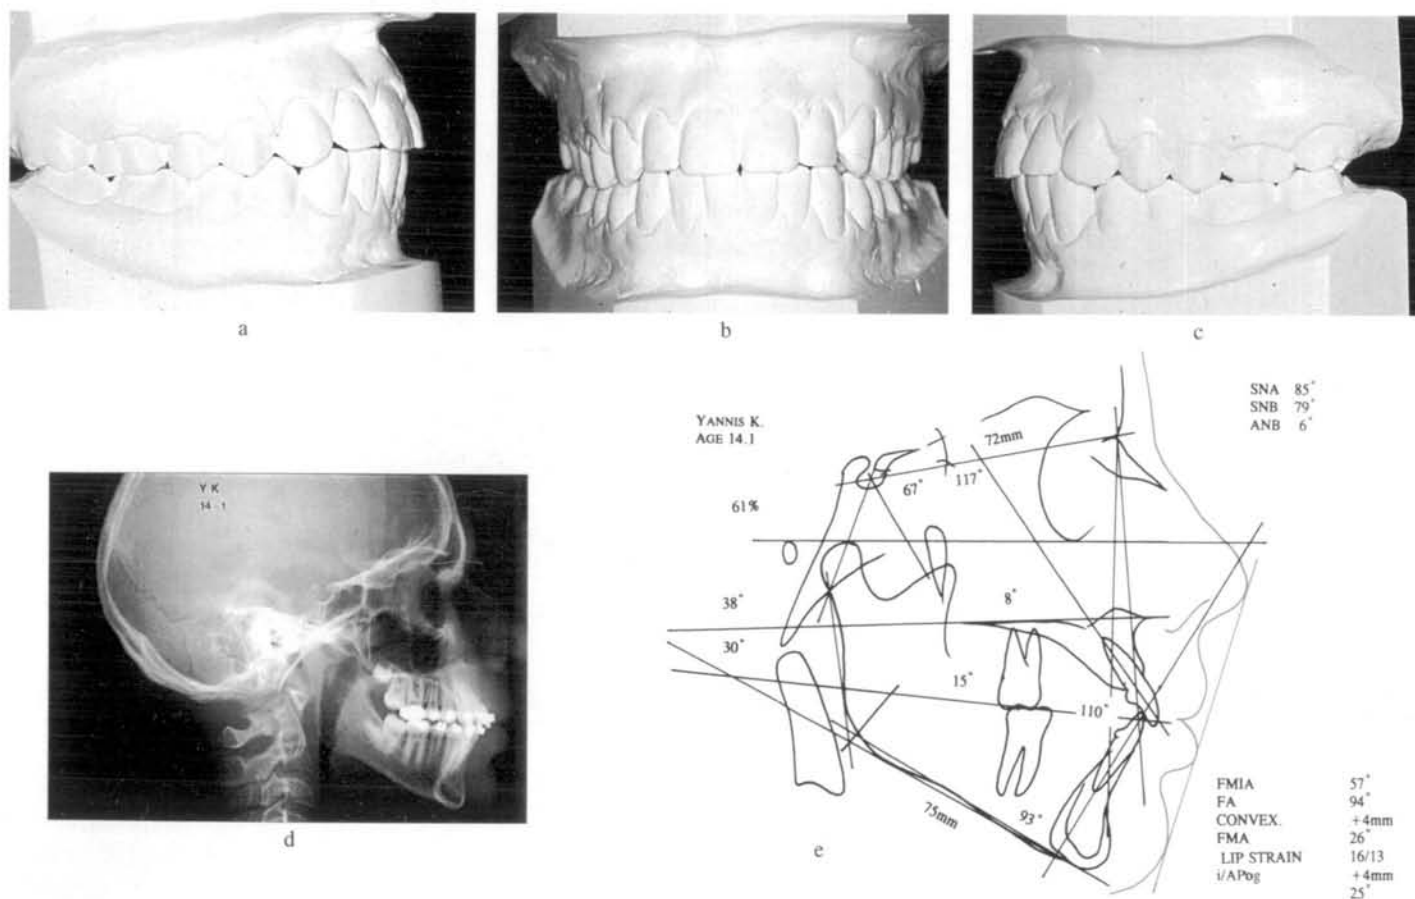 a
b
c
Y K
14 - 1
d
YANNIS K.
AGE 14.1
SNA 85°
SNB 79°
ANB 6°
72mm
67°
117°
61%
38°
8°
30°
15°
110°
75mm
93°
e
FMIA 57°
FA 94°
CONVEX. +4mm
FMA 26°
LIP STRAIN 16/13
i/APog +4mm
25°